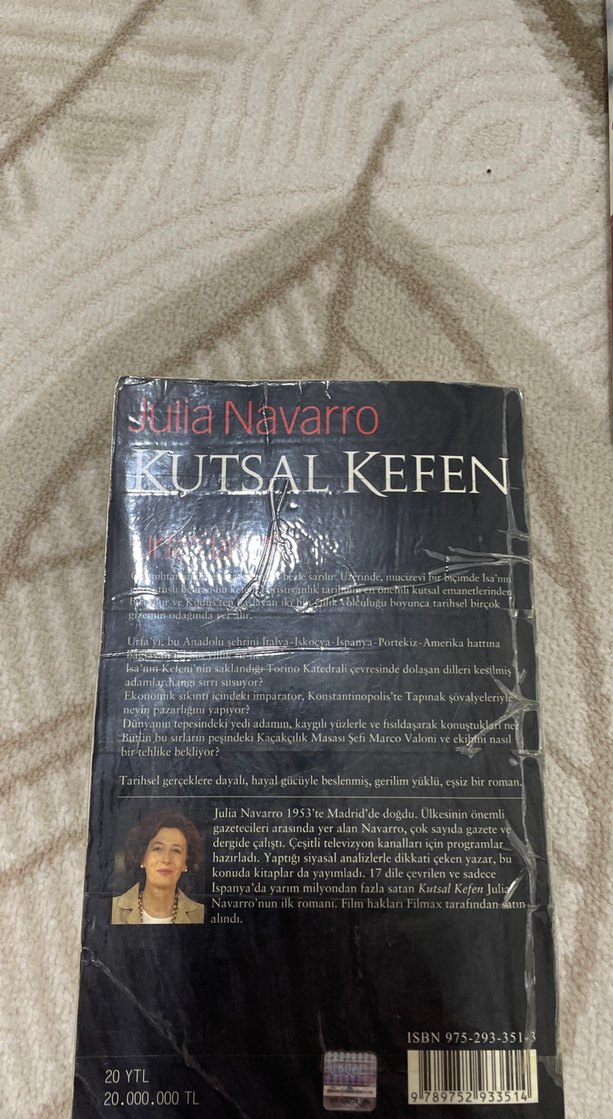 Julia Navarro
KUTSAL KEFEN
bezle sarılır. Üzerinde, mucizevi bir biçimde İsa'nın
tarihinin en önemli kutsal emanetlerinden
ve Kudüs'ten başlayan iki bin yıllık yolculuğu boyunca tarihsel birçok
gizemin odağında yer alır.
Urfa'yı, bu Anadolu şehrini İtalya-İskoçya-İspanya-Portekiz-Amerika hattına
İsa'nın Kefeni'nin saklandığı Torino Katedrali çevresinde dolaşan dilleri kesilmiş
adamlar hangi sırrı susuyor?
Ekonomik sıkıntı içindeki imparator, Konstantinopolis'te Tapınak şövalyeleriyle
neyin pazarlığını yapıyor?
Dünyanın tepesindeki yedi adamın, kaygılı yüzlerle ve fısıldaşarak konuştukları ne?
Bütün bu sırların peşindeki Kaçakçılık Masası Şefi Marco Valoni ve ekibini nasıl
bir tehlike bekliyor?
Tarihsel gerçeklere dayalı, hayal gücüyle beslenmiş, gerilim yüklü, eşsiz bir roman.
Julia Navarro 1953'te Madrid'de doğdu. Ülkesinin önemli
gazetecileri arasında yer alan Navarro, çok sayıda gazete ve
dergide çalıştı. Çeşitli televizyon kanalları için programlar
hazırladı. Yaptığı siyasal analizlerle dikkati çeken yazar, bu
konuda kitaplar da yayımladı. 17 dile çevrilen ve sadece
İspanya'da yarım milyondan fazla satan Kutsal Kefen Julia
Navarro'nun ilk romanı. Film hakları Filmax tarafından satın
alındı.
ISBN 975-293-351-3
20 YTL
20.000.000 TL
9 789752 933514